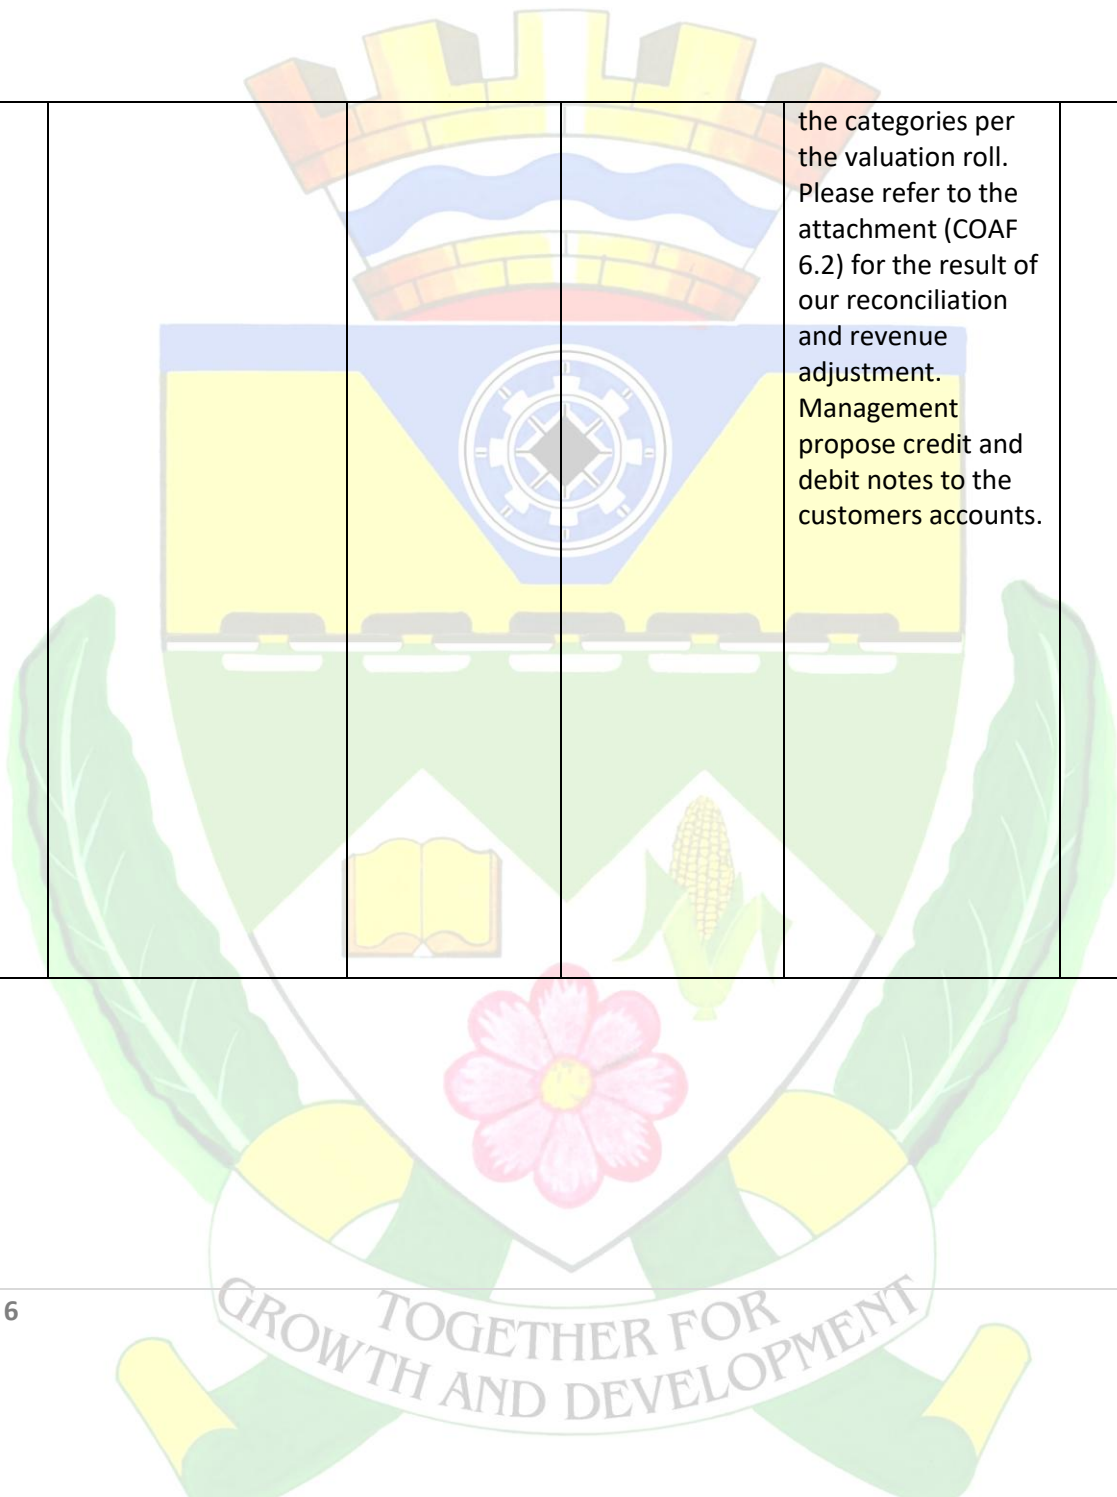 the categories per
the valuation roll.
Please refer to the
attachment (COAF
6.2) for the result of
our reconciliation
and revenue
adjustment.
Management
propose credit and
debit notes to the
customers accounts.
6
TOGETHER FOR
GROWTH AND DEVELOPMENT